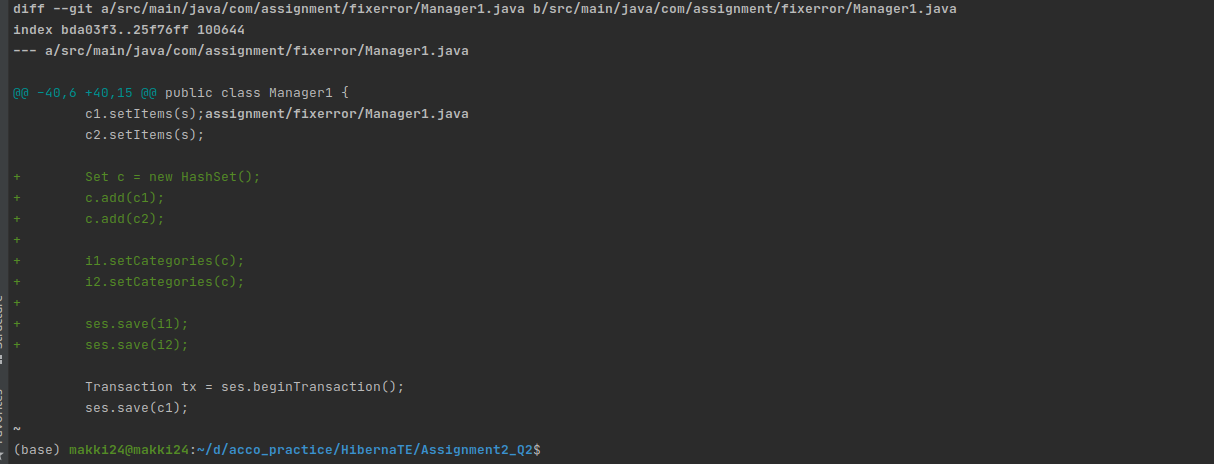 diff --git a/src/main/java/com/assignment/fixerror/Manager1.java b/src/main/java/com/assignment/fixerror/Manager1.java
index bda03f3..25f76ff 100644
--- a/src/main/java/com/assignment/fixerror/Manager1.java
@@ -40,6 +40,15 @@ public class Manager1 {
c1.setItems(s);assignment/fixerror/Manager1.java
c2.setItems(s);
+ Set c = new HashSet();
+ c.add(c1);
+ c.add(c2);
+
+ i1.setCategories(c);
+ i2.setCategories(c);
+
+ ses.save(i1);
+ ses.save(i2);
Transaction tx = ses.beginTransaction();
ses.save(c1);
~
(base) makki24@makki24:~/d/acco_practice/HibernaTE/Assignment2_Q2$